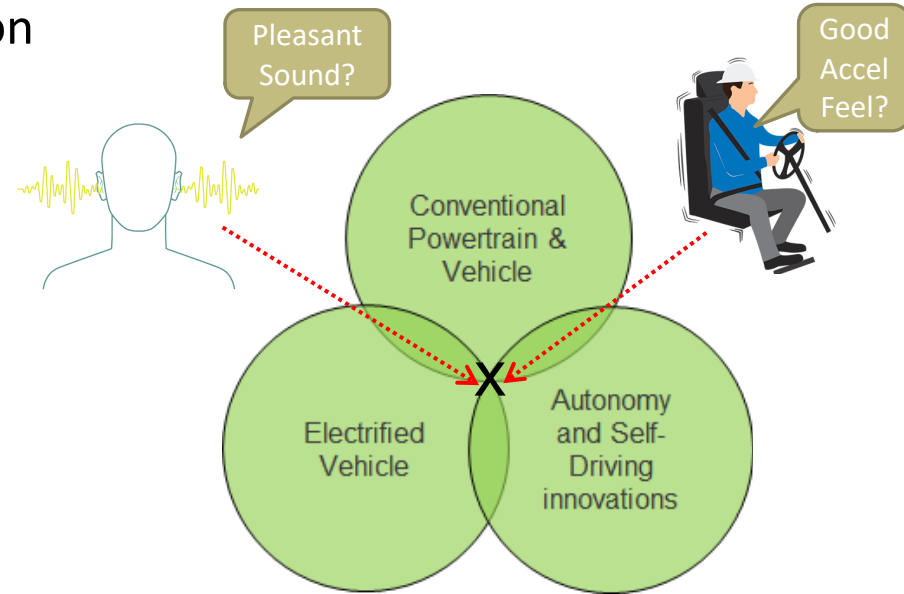 on
Pleasant
Sound?
Good
Accel
Feel?
Conventional
Powertrain &
Vehicle
X
Electrified
Vehicle
Autonomy
and Self-
Driving
innovations